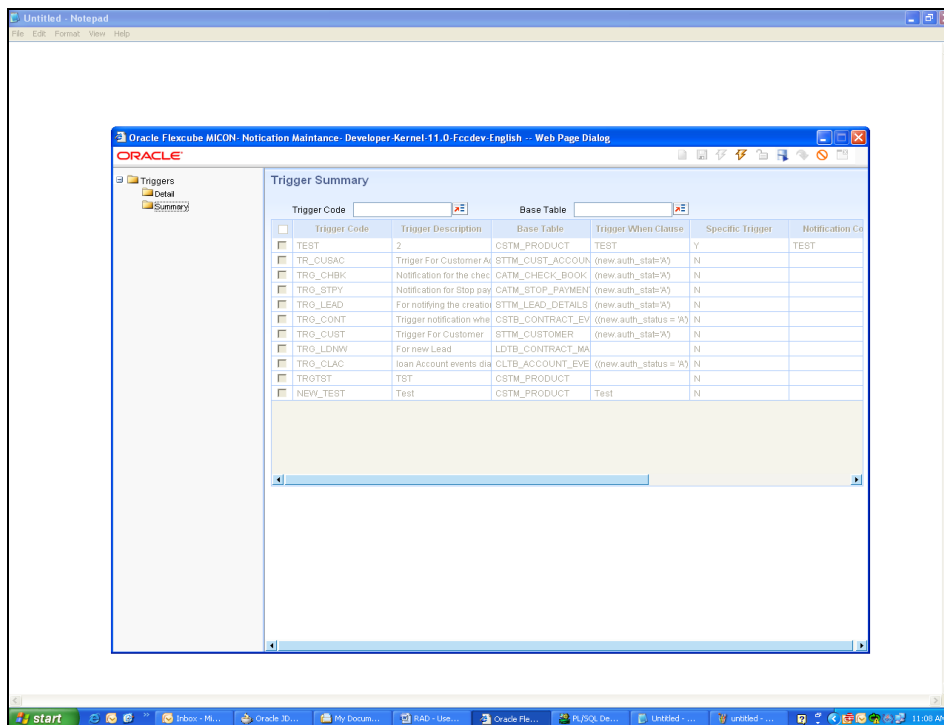 Untitled - Notepad
File Edit Format View Help
Oracle Flexcube MICON- Notication Maintance- Developer-Kernel-11.0-Fccdev-English -- Web Page Dialog
ORACLE
Triggers
Detail
Summary
Trigger Summary
Trigger Code Base Table
Trigger Code Trigger Description Base Table Trigger When Clause Specific Trigger Notification Co
TEST 2 CSTM_PRODUCT TEST Y TEST
TR_CUSAC Trriger For Customer Ac STTM_CUST_ACCOUN (new.auth_stat='A') N
TRG_CHBK Notification for the chec CATM_CHECK_BOOK (new.auth_stat='A') N
TRG_STPY Notification for Stop pay CATM_STOP_PAYMEN (new.auth_stat='A') N
TRG_LEAD For notifying the creation STTM_LEAD_DETAILS (new.auth_stat='A') N
TRG_CONT Trigger notification whe CSTB_CONTRACT_EV ((new.auth_status = 'A') N
TRG_CUST Trigger For Customer STTM_CUSTOMER (new.auth_stat='A') N
TRG_LDNW For new Lead LDTB_CONTRACT_MA N
TRG_CLAC loan Account events dia CLTB_ACCOUNT_EVE ((new.auth_status = 'A') N
TRGTST TST CSTM_PRODUCT N
NEW_TEST Test CSTM_PRODUCT Test N
start Inbox - Mi... Oracle JD... My Docum... RAD - Use... Oracle Fle... PL/SQL De... Untitled - ... untitled - ... 11:08 AM